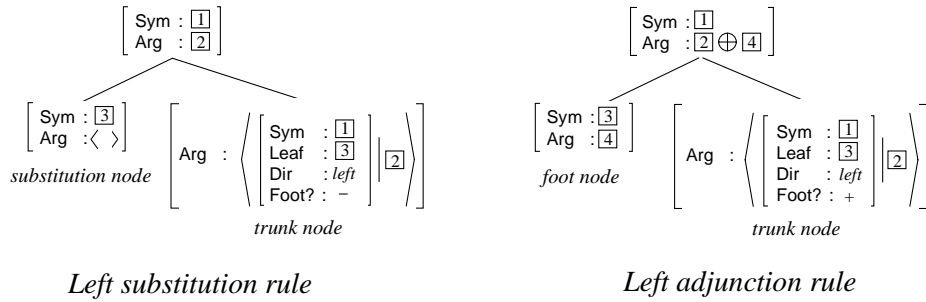 Sym : 1
Arg : 2
Sym : 3
Arg : 〈 〉
substitution node
Arg : 〈
Sym : 1
Leaf : 3
Dir : left
Foot? : −
| 2 〉
trunk node
Left substitution rule
Sym : 1
Arg : 2 ⊕ 4
Sym : 3
Arg : 4
foot node
Arg : 〈
Sym : 1
Leaf : 3
Dir : left
Foot? : +
| 2 〉
trunk node
Left adjunction rule